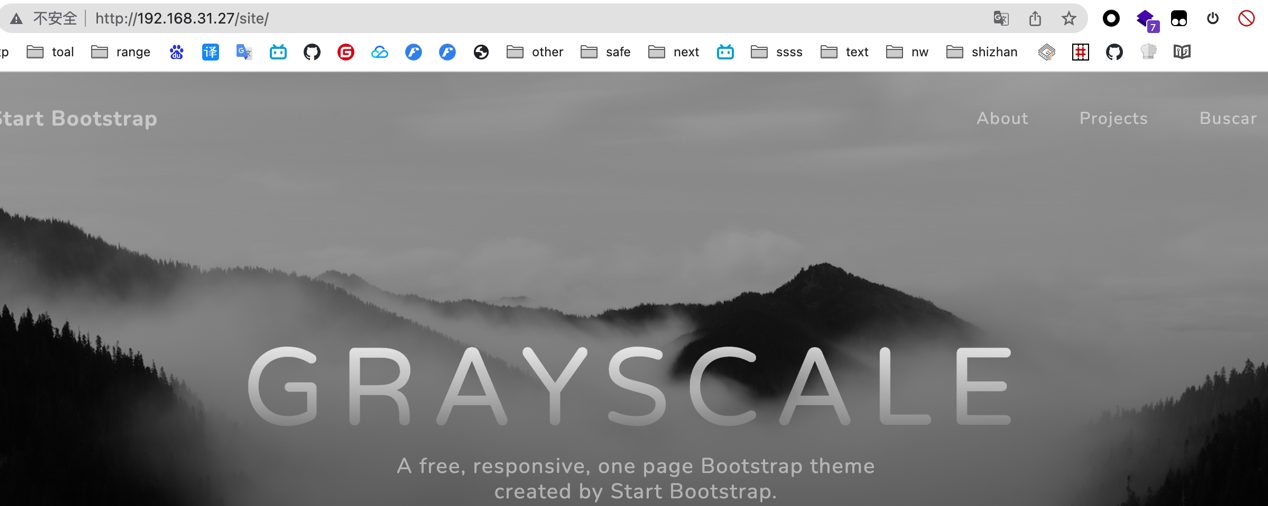 不安全 http://192.168.31.27/site/
7
toal range 译 other safe next ssss text nw shizhan
Start Bootstrap About Projects Buscar
GRAYSCALE
A free, responsive, one page Bootstrap theme
created by Start Bootstrap.